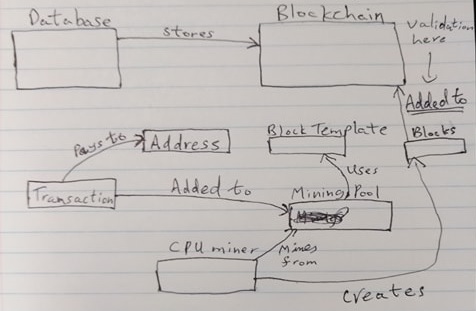 Database
stores
Blockchain
validation
here
Added to
Blocks
Pays to
Address
Block Template
uses
Transaction
Added to
Mining Pool
CPU miner
Mines
from
creates